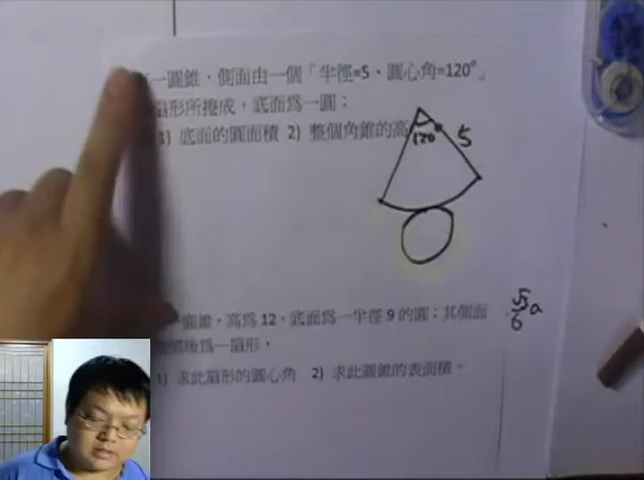 一圓錐，側面由一個「半徑=5、圓心角=120°」
扇形所捲成，底面為一圓：
1) 底面的圓面積 2) 整個角錐的高
120
5
圓錐，高為 12，底面為一半徑 9 的圓；其側面
後為一扇形，
1) 求此扇形的圓心角 2) 求此圓錐的表面積。